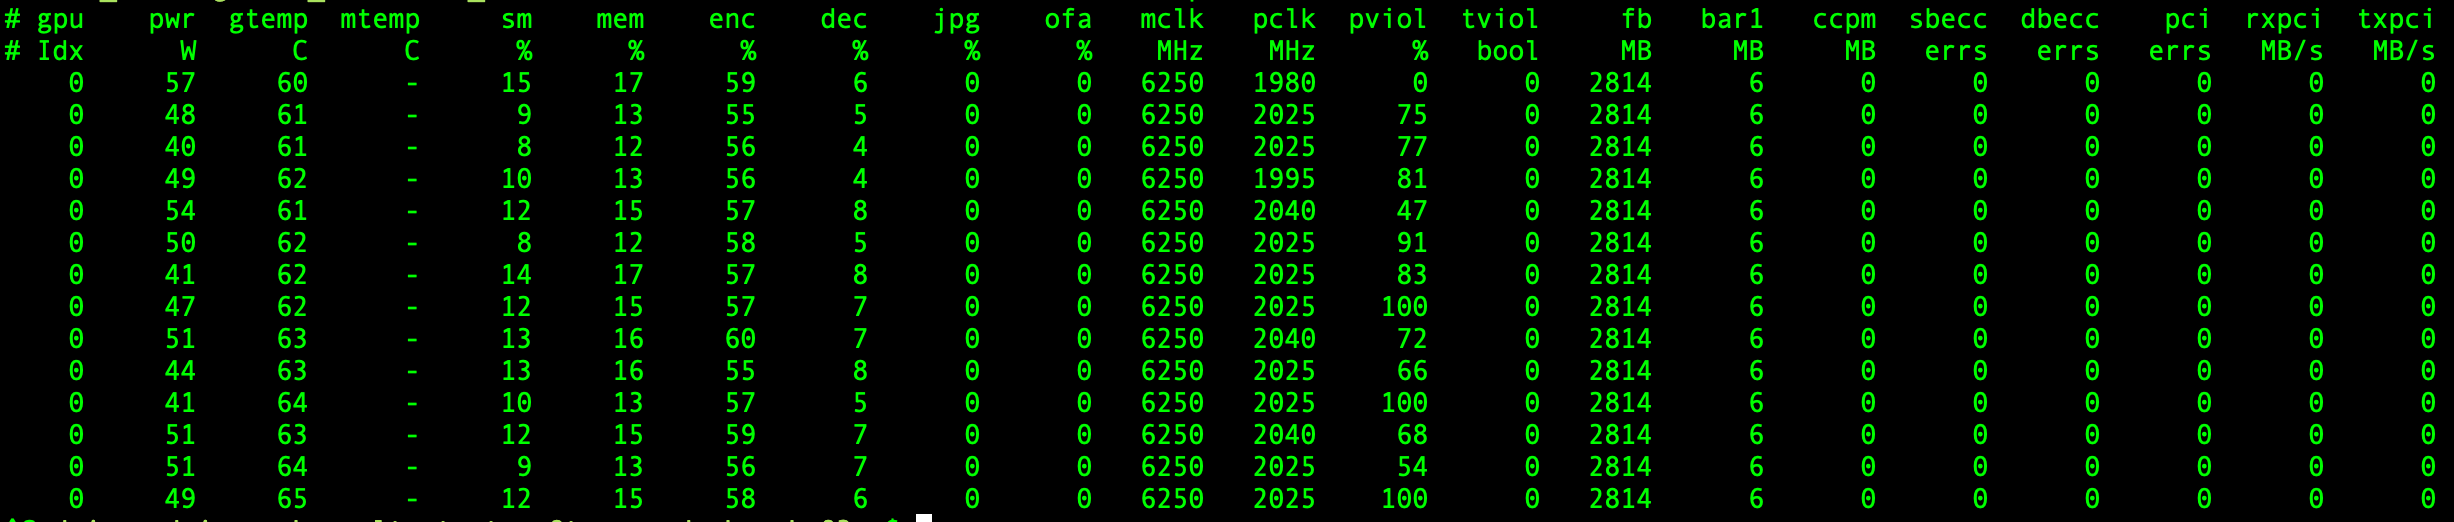 # gpu pwr gtemp mtemp sm mem enc dec jpg ofa mclk pclk pviol tviol fb bar1 ccpm sbecc dbecc pci rxpci txpci
# Idx W C C % % % % % % MHz MHz % bool MB MB MB errs errs errs MB/s MB/s
0 57 60 - 15 17 59 6 0 0 6250 1980 0 0 2814 6 0 0 0 0 0 0
0 48 61 - 9 13 55 5 0 0 6250 2025 75 0 2814 6 0 0 0 0 0 0
0 40 61 - 8 12 56 4 0 0 6250 2025 77 0 2814 6 0 0 0 0 0 0
0 49 62 - 10 13 56 4 0 0 6250 1995 81 0 2814 6 0 0 0 0 0 0
0 54 61 - 12 15 57 8 0 0 6250 2040 47 0 2814 6 0 0 0 0 0 0
0 50 62 - 8 12 58 5 0 0 6250 2025 91 0 2814 6 0 0 0 0 0 0
0 41 62 - 14 17 57 8 0 0 6250 2025 83 0 2814 6 0 0 0 0 0 0
0 47 62 - 12 15 57 7 0 0 6250 2025 100 0 2814 6 0 0 0 0 0 0
0 51 63 - 13 16 60 7 0 0 6250 2040 72 0 2814 6 0 0 0 0 0 0
0 44 63 - 13 16 55 8 0 0 6250 2025 66 0 2814 6 0 0 0 0 0 0
0 41 64 - 10 13 57 5 0 0 6250 2025 100 0 2814 6 0 0 0 0 0 0
0 51 63 - 12 15 59 7 0 0 6250 2040 68 0 2814 6 0 0 0 0 0 0
0 51 64 - 9 13 56 7 0 0 6250 2025 54 0 2814 6 0 0 0 0 0 0
0 49 65 - 12 15 58 6 0 0 6250 2025 100 0 2814 6 0 0 0 0 0 0